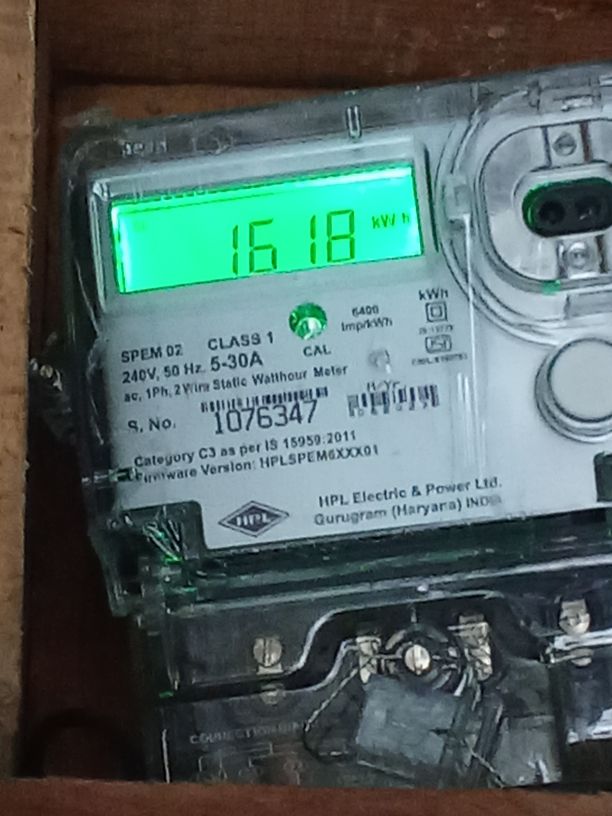 1618 kWh
6400
Imp/kWh
kWh
SPEM 02 CLASS 1
CAL
240V, 50 Hz. 5-30A
ac, 1Ph, 2 Wire Static Watthour Meter
S. No. 1076347
Category C3 as per IS 15959:2011
Firmware Version: HPLSPEM6XXX01
HPL
HPL Electric & Power Ltd.
Gurugram (Haryana) INDIA